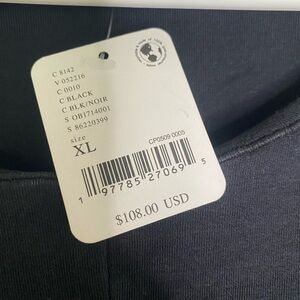 C 8142
V 052216
C 0010
C BLACK
C BLK/NOIR
S OB1714001
S 86220399
size
XL
CP0509.0005
1 97785 27069 5
$108.00 USD